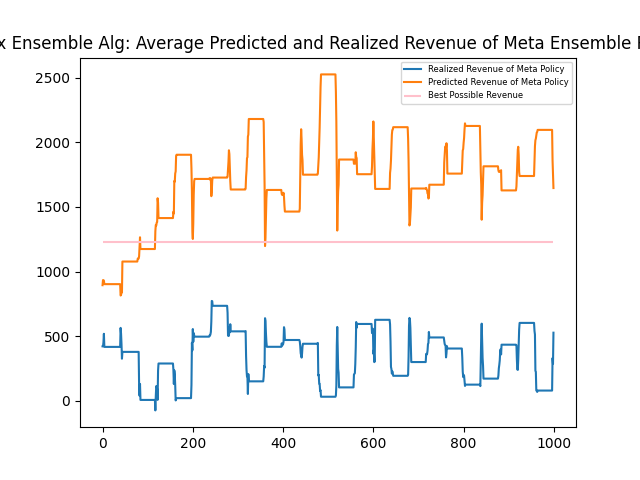 x Ensemble Alg: Average Predicted and Realized Revenue of Meta Ensemble
Realized Revenue of Meta Policy
Predicted Revenue of Meta Policy
Best Possible Revenue
2500
2000
1500
1000
500
0
0 200 400 600 800 1000